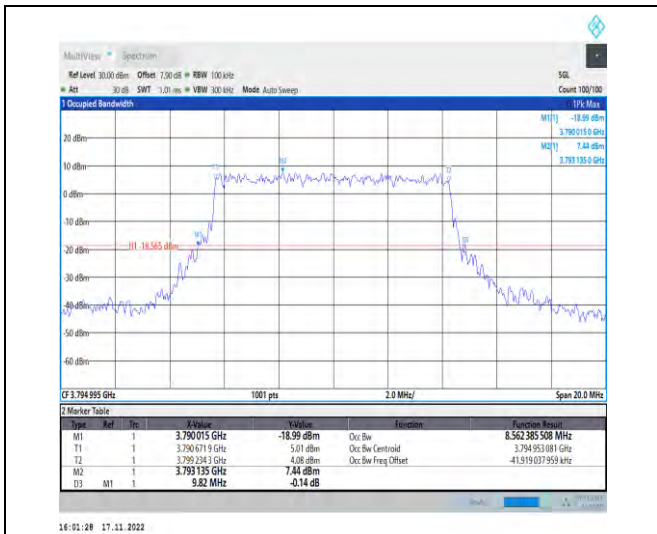 MultiView Spectrum
Ref Level 30.00 dBm Offset 7.90 dB RBW 100 kHz SGL
Att 30 dB SWT 1.01 ms VBW 300 kHz Mode Auto Sweep Count 100/100
1 Occupied Bandwidth 1Pk Max
M1[1] -18.99 dBm
3.790 015 0 GHz
M2[1] 7.44 dBm
3.793 135 0 GHz
20 dBm
10 dBm
0 dBm
-10 dBm
-20 dBm
H1 -18.565 dBm
-30 dBm
-40 dBm
-50 dBm
-60 dBm
CF 3.794 995 GHz 1001 pts 2.0 MHz/ Span 20.0 MHz
2 Marker Table
Type Ref Trc X-Value Y-Value Function Function Result
M1 1 3.790 015 GHz -18.99 dBm Occ Bw 8.562 385 508 MHz
T1 1 3.790 671 9 GHz 5.01 dBm Occ Bw Centroid 3.794 953 081 GHz
T2 1 3.799 234 3 GHz 4.08 dBm Occ Bw Freq Offset -41.919 037 959 kHz
M2 1 3.793 135 GHz 7.44 dBm
D3 M1 1 9.82 MHz -0.14 dB
16:01:28 17.11.2022